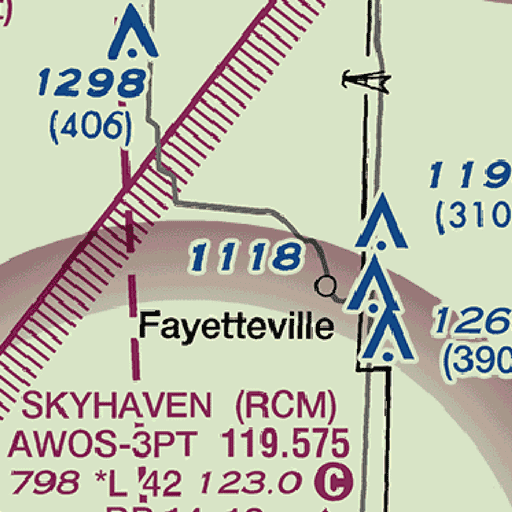 1298
(406)
119
(310
1118
126
Fayetteville
(390
SKYHAVEN (RCM)
AWOS-3PT 119.575
798 *L 42 123.0 C